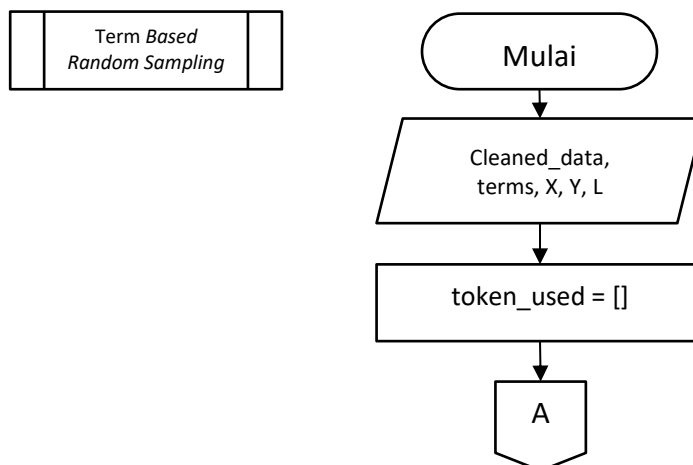 Term Based
Random Sampling
Mulai
Cleaned_data,
terms, X, Y, L
token_used = []
A